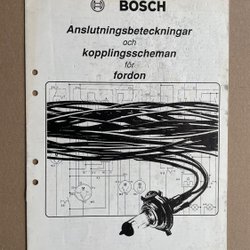 BOSCH
Anslutningsbeteckningar
och
kopplingsscheman
för
fordon